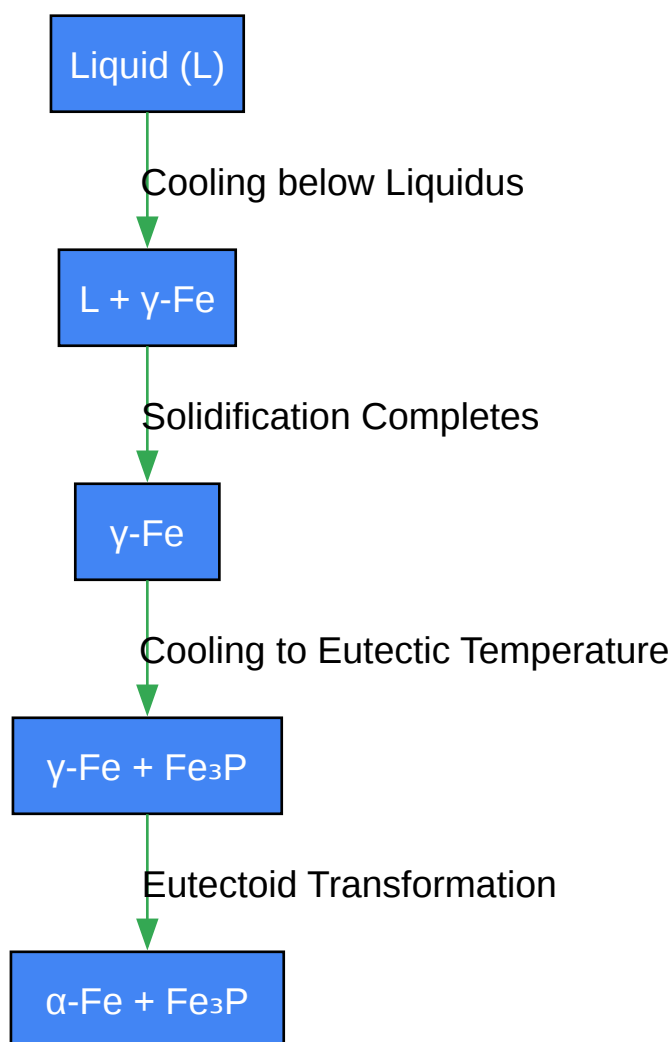 Liquid (L)
Cooling below Liquidus
L + γ-Fe
Solidification Completes
γ-Fe
Cooling to Eutectic Temperature
γ-Fe + Fe₃P
Eutectoid Transformation
α-Fe + Fe₃P